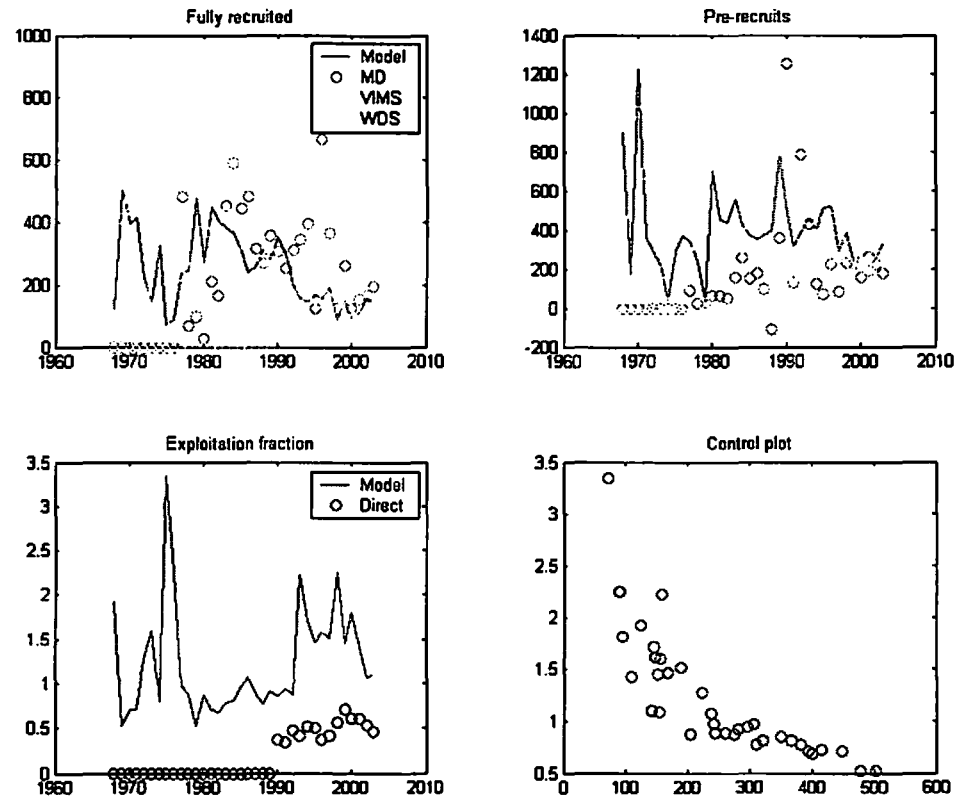 Fully recruited
1000
800
600
400
200
0
1960 1970 1980 1990 2000 2010
Model
MD
VIMS
WDS
Pre-recruits
1400
1200
1000
800
600
400
200
0
-200
1960 1970 1980 1990 2000 2010
Exploitation fraction
3.5
3
2.5
2
1.5
1
0.5
0
1960 1970 1980 1990 2000 2010
Model
Direct
Control plot
3.5
3
2.5
2
1.5
1
0.5
0 100 200 300 400 500 600